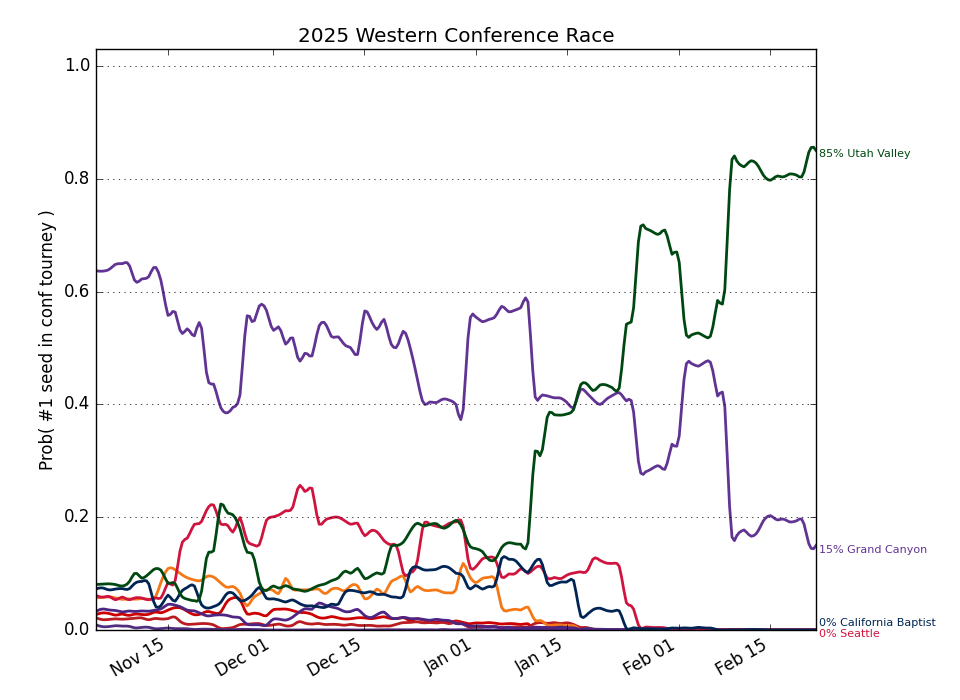 2025 Western Conference Race
Prob( #1 seed in conf tourney )
1.0
0.8
0.6
0.4
0.2
0.0
Nov 15
Dec 01
Dec 15
Jan 01
Jan 15
Feb 01
Feb 15
85% Utah Valley
15% Grand Canyon
0% California Baptist
0% Seattle